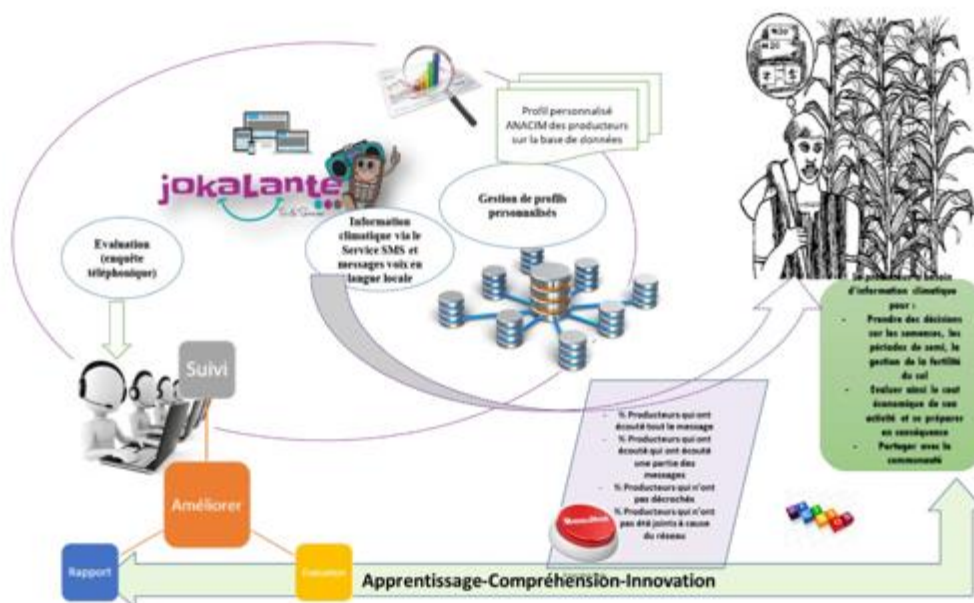 Profil personnalisé
ANACIM des producteurs
sur la base de données
jokalante
Gestion de profils
personnalisés
Information
climatique via le
Service SMS et
messages voix en
langue locale
Evaluation
(enquête
téléphonique)
Suivi
Améliorer
Rapport
d'information climatique
pour :
- Prendre des décisions
sur les semences, les
périodes de semi, la
gestion de la fertilité
du sol
- Evaluer ainsi le cout
économique de son
activité et se préparer
en conséquence
- Partager avec la
communauté
- % Producteurs qui ont
écouté tout le message
- % Producteurs qui ont
écouté qui ont écouté
une partie des
messages
- % Producteurs qui n'ont
pas décrochés
- % Producteurs qui n'ont
pas été joints à cause
du réseau
Apprentissage-Compréhension-Innovation